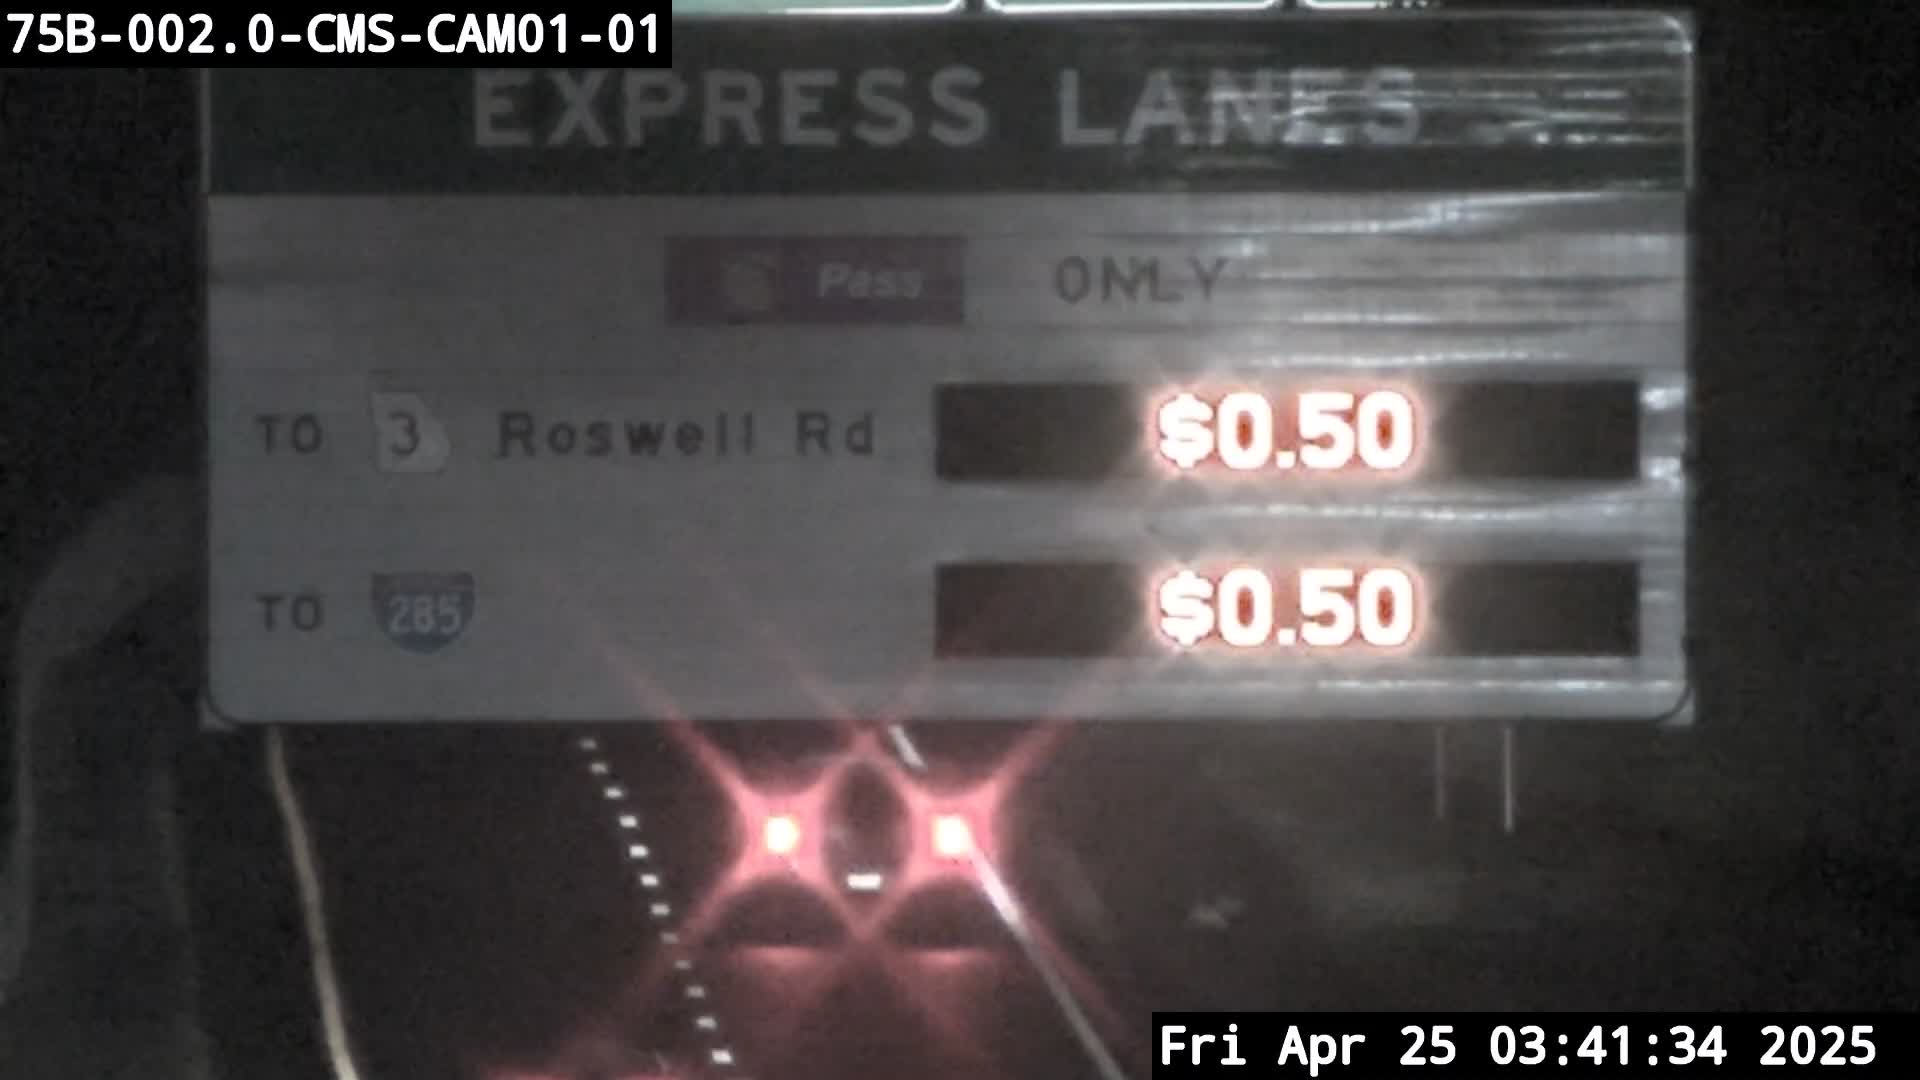 75B-002.0-CMS-CAM01-01
EXPRESS LANES
Pass ONLY
TO 3 Roswell Rd $0.50
TO 285 $0.50
Fri Apr 25 03:41:34 2025